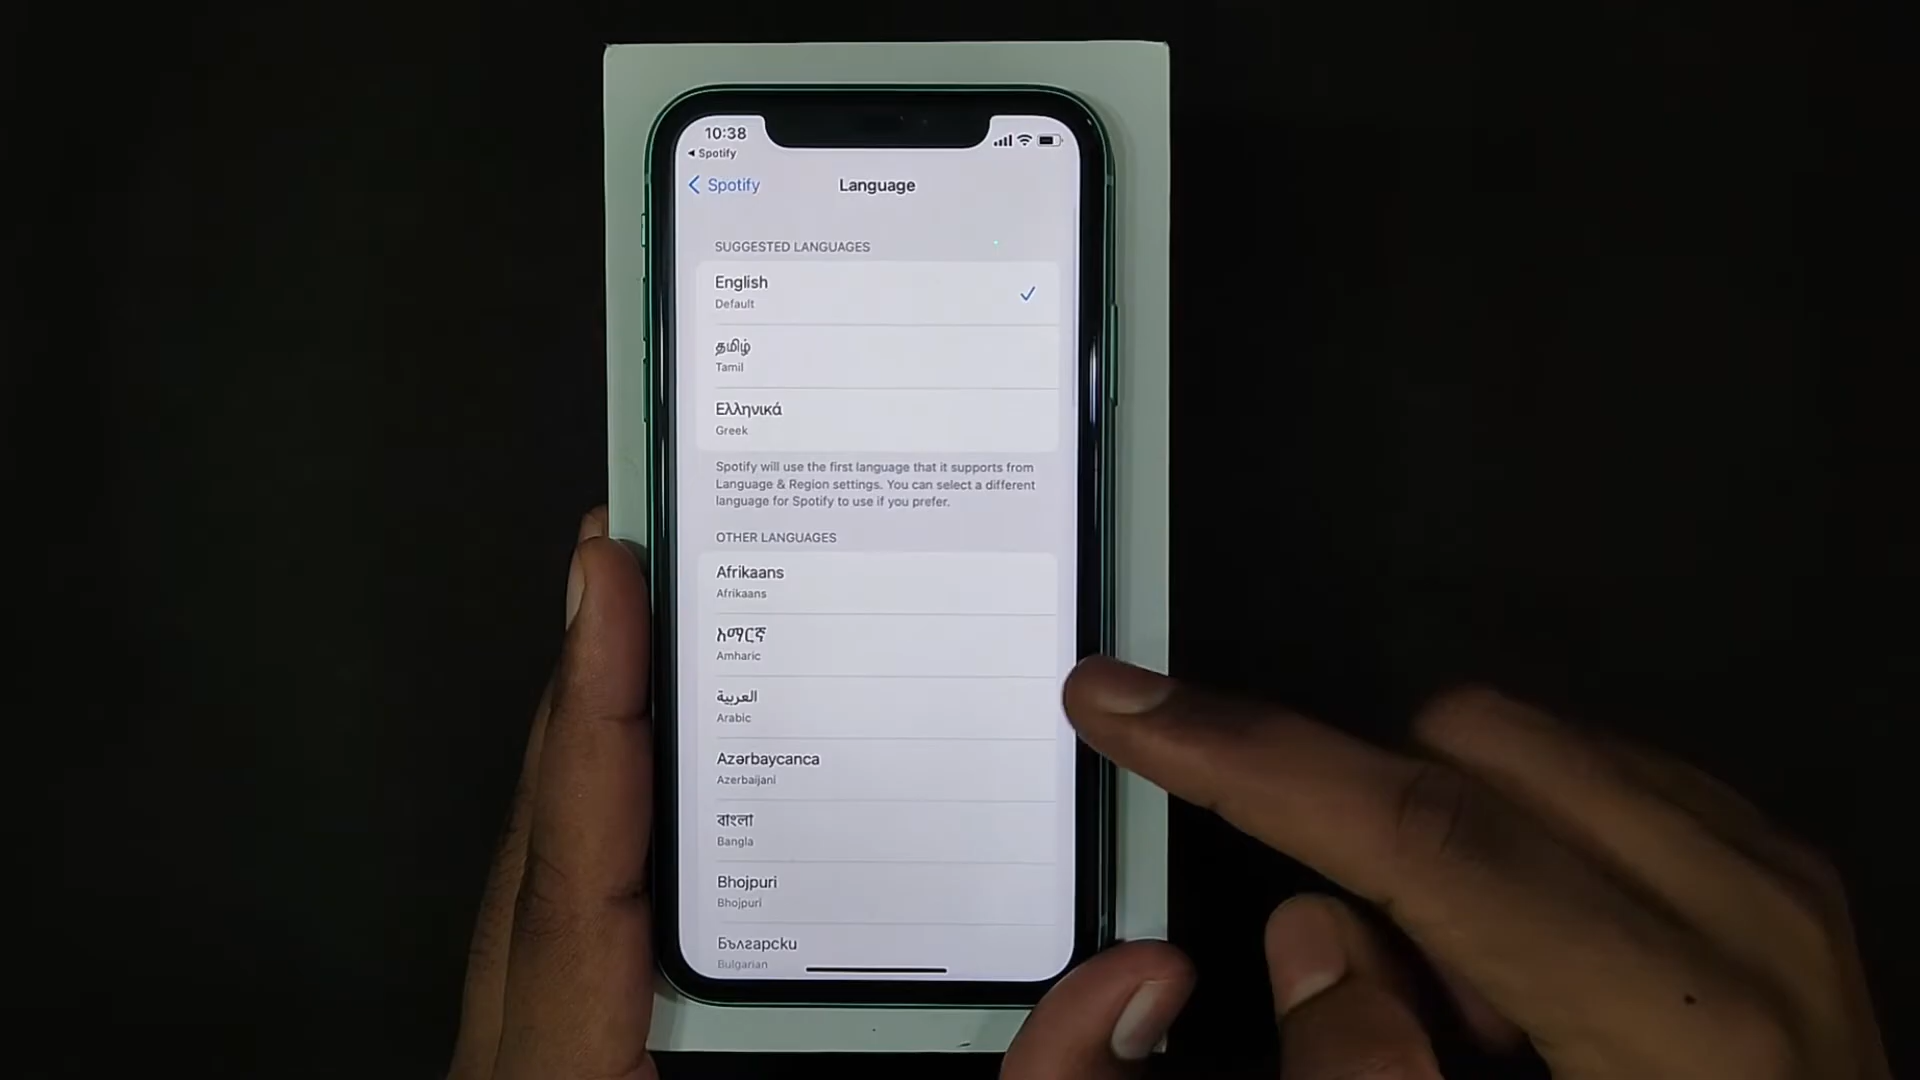 10:38
Spotify
Spotify
Language
SUGGESTED LANGUAGES
English
Default
தமிழ்
Tamil
Ελληνικά
Greek
Spotify will use the first language that it supports from
Language & Region settings. You can select a different
language for Spotify to use if you prefer.
OTHER LANGUAGES
Afrikaans
Afrikaans
አማርኛ
Amharic
العربية
Arabic
Azərbaycanca
Azerbaijani
বাংলা
Bangla
Bhojpuri
Bhojpuri
Български
Bulgarian